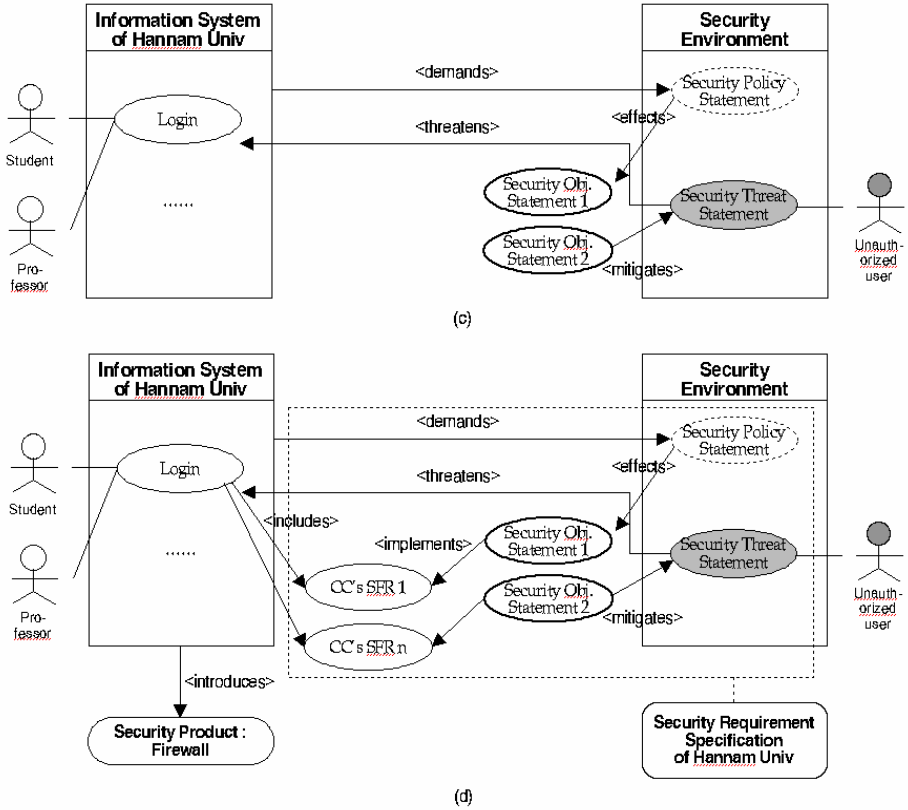 Information System
of Hannam Univ
Security
Environment
<demands>
Security Policy
Statement
Login
<threatens>
<effects>
Student
Security Obj.
Statement 1
Security Threat
Statement
......
Security Obj.
Statement 2
<mitigates>
Pro-
fessor
Unauth-
orized
user
(c)
Information System
of Hannam Univ
Security
Environment
<demands>
Security Policy
Statement
Login
<threatens>
<effects>
Student
<includes>
Security Obj.
Statement 1
Security Threat
Statement
......
<implements>
CC's SFR 1
Security Obj.
Statement 2
<mitigates>
Pro-
fessor
Unauth-
orized
user
CC's SFR n
<introduces>
Security Product :
Firewall
Security Requirement
Specification
of Hannam Univ
(d)